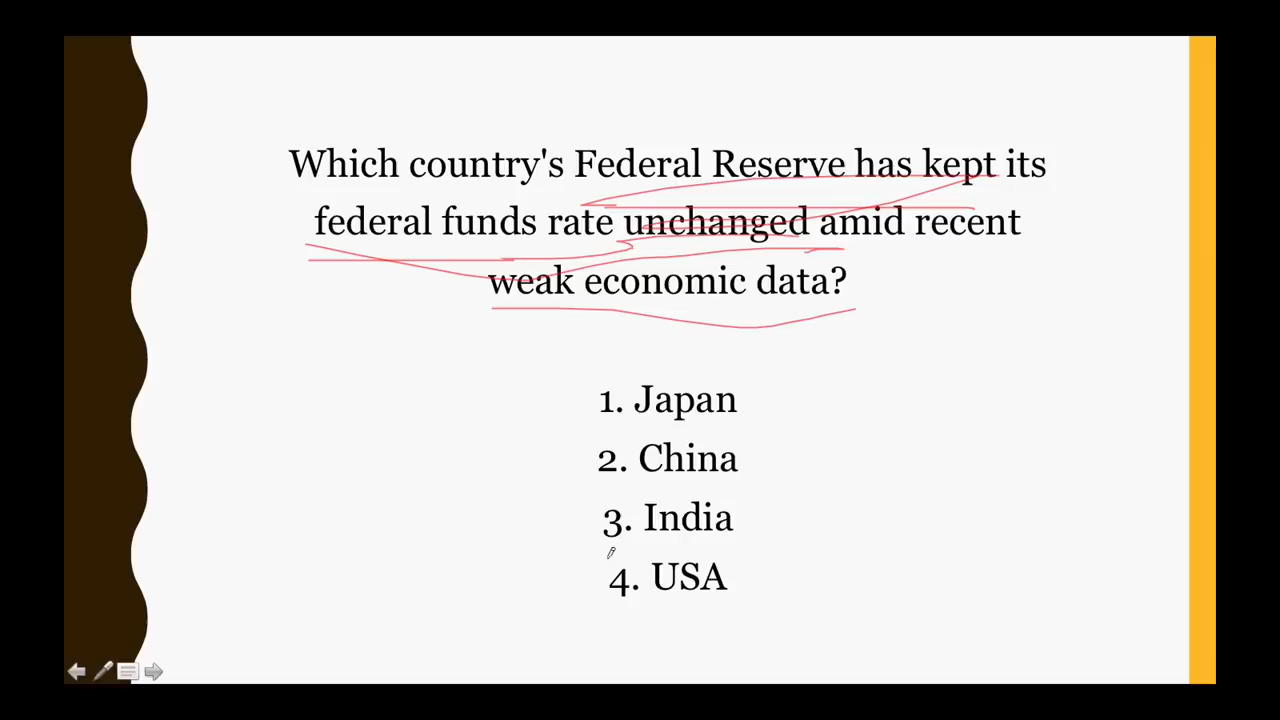 Which country's Federal Reserve has kept its
federal funds rate unchanged amid recent
weak economic data?
1. Japan
2. China
3. India
4. USA